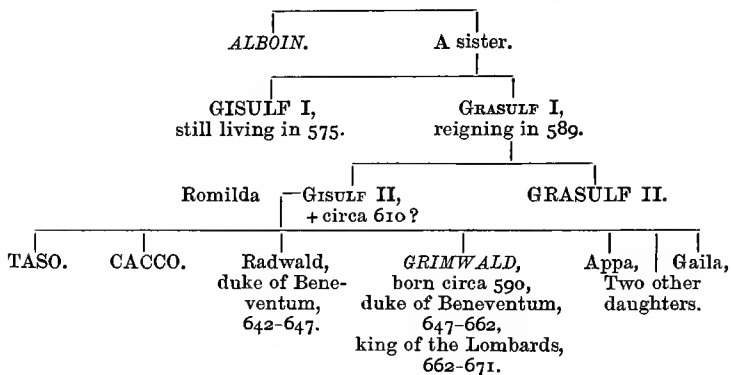 ALBOIN. A sister.
GISULF I, GRASULF I,
still living in 575. reigning in 589.
Romilda GISULF II, GRASULF II.
+ circa 610 ?
TASO. CACCO. Radwald, GRIMWALD, Appa, Gaila,
duke of Bene- born circa 590, Two other
ventum, duke of Beneventum, daughters.
642–647. 647–662,
king of the Lombards,
662–671.